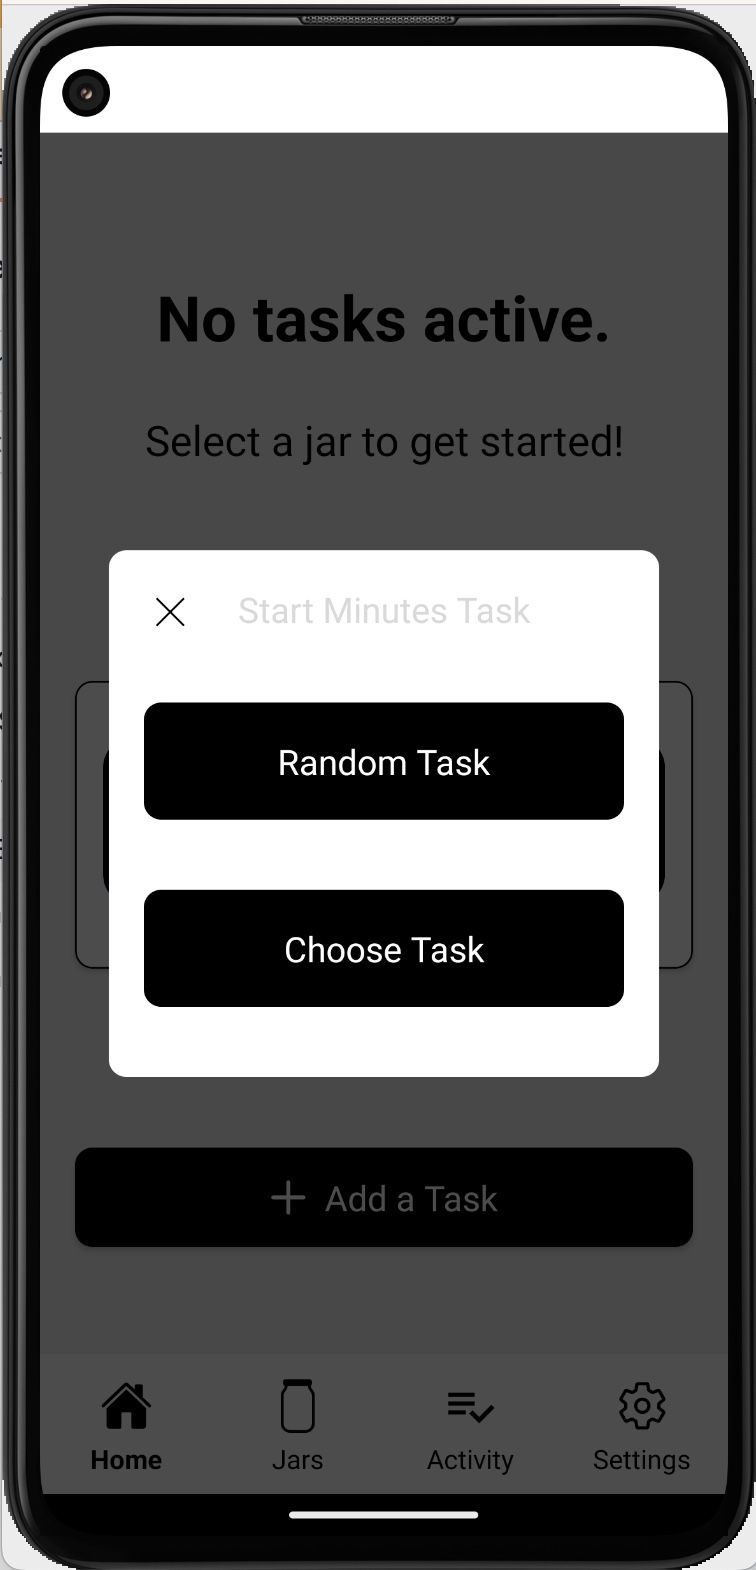 No tasks active.
Select a jar to get started!
Start Minutes Task
Random Task
Choose Task
Add a Task
Home Jars Activity Settings